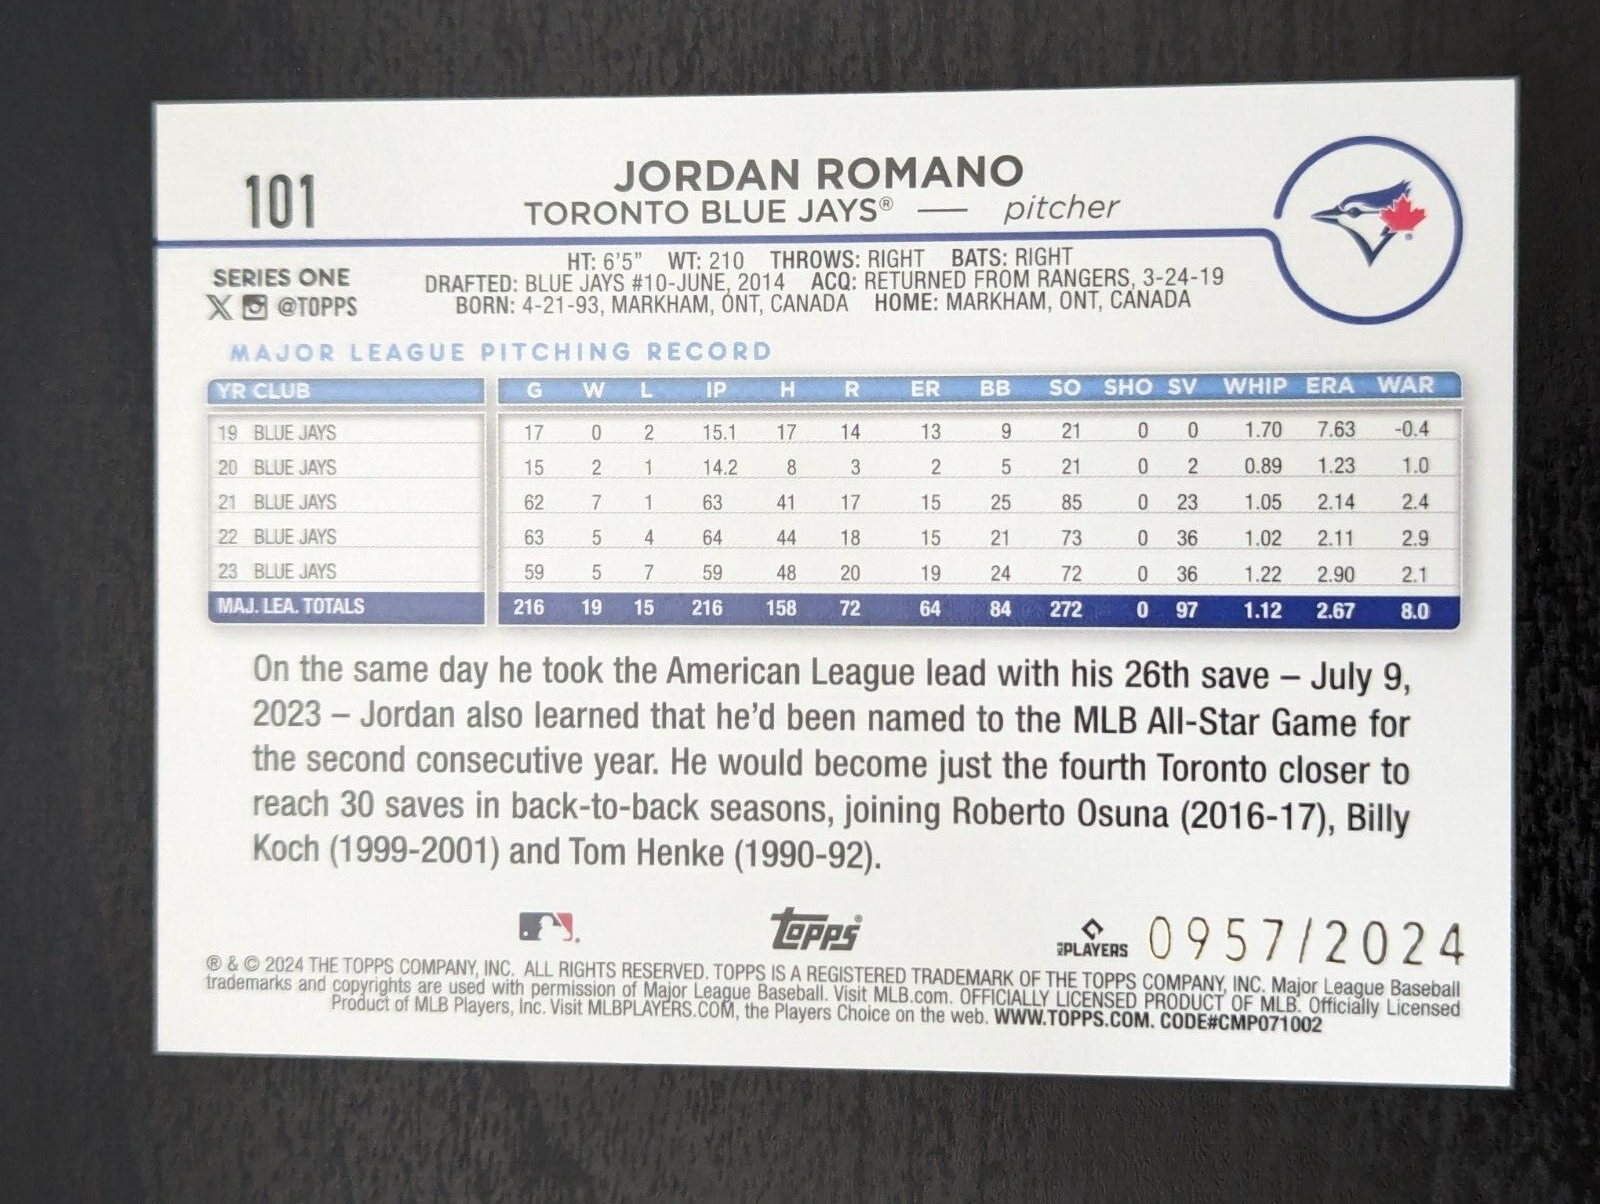 101
JORDAN ROMANO
TORONTO BLUE JAYS® — pitcher
SERIES ONE
X @TOPPS
HT: 6'5" WT: 210 THROWS: RIGHT BATS: RIGHT
DRAFTED: BLUE JAYS #10-JUNE, 2014 ACQ: RETURNED FROM RANGERS, 3-24-19
BORN: 4-21-93, MARKHAM, ONT, CANADA HOME: MARKHAM, ONT, CANADA
MAJOR LEAGUE PITCHING RECORD
YR CLUB G W L IP H R ER BB SO SHO SV WHIP ERA WAR
19 BLUE JAYS 17 0 2 15.1 17 14 13 9 21 0 0 1.70 7.63 -0.4
20 BLUE JAYS 15 2 1 14.2 8 3 2 5 21 0 2 0.89 1.23 1.0
21 BLUE JAYS 62 7 1 63 41 17 15 25 85 0 23 1.05 2.14 2.4
22 BLUE JAYS 63 5 4 64 44 18 15 21 73 0 36 1.02 2.11 2.9
23 BLUE JAYS 59 5 7 59 48 20 19 24 72 0 36 1.22 2.90 2.1
MAJ. LEA. TOTALS 216 19 15 216 158 72 64 84 272 0 97 1.12 2.67 8.0
On the same day he took the American League lead with his 26th save – July 9,
2023 – Jordan also learned that he'd been named to the MLB All-Star Game for
the second consecutive year. He would become just the fourth Toronto closer to
reach 30 saves in back-to-back seasons, joining Roberto Osuna (2016-17), Billy
Koch (1999-2001) and Tom Henke (1990-92).
Topps® PLAYERS 0957/2024
® & © 2024 THE TOPPS COMPANY, INC. ALL RIGHTS RESERVED. TOPPS IS A REGISTERED TRADEMARK OF THE TOPPS COMPANY, INC. Major League Baseball
trademarks and copyrights are used with permission of Major League Baseball. Visit MLB.com. OFFICIALLY LICENSED PRODUCT OF MLB. Officially Licensed
Product of MLB Players, Inc. Visit MLBPLAYERS.COM, the Players Choice on the web. WWW.TOPPS.COM. CODE#CMP071002